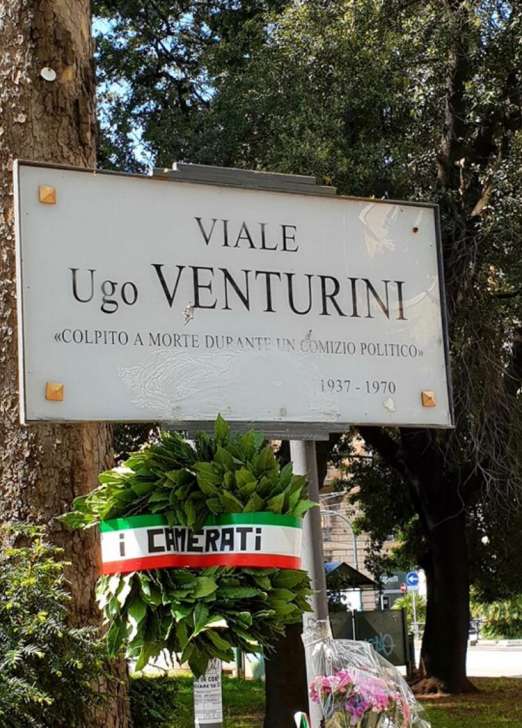 VIALE
Ugo VENTURINI
«COLPITO A MORTE DURANTE UN COMIZIO POLITICO»
1937 - 1970
i CAMERATi